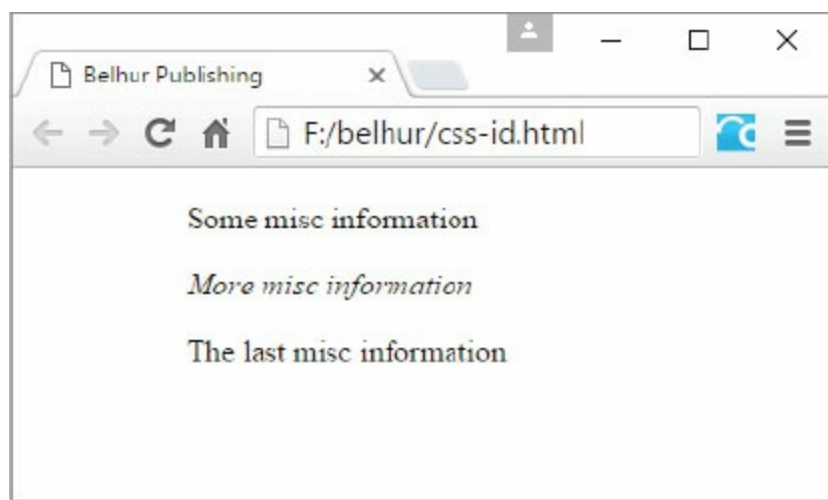 Belhur Publishing
F:/belhur/css-id.html
Some misc information
More misc information
The last misc information